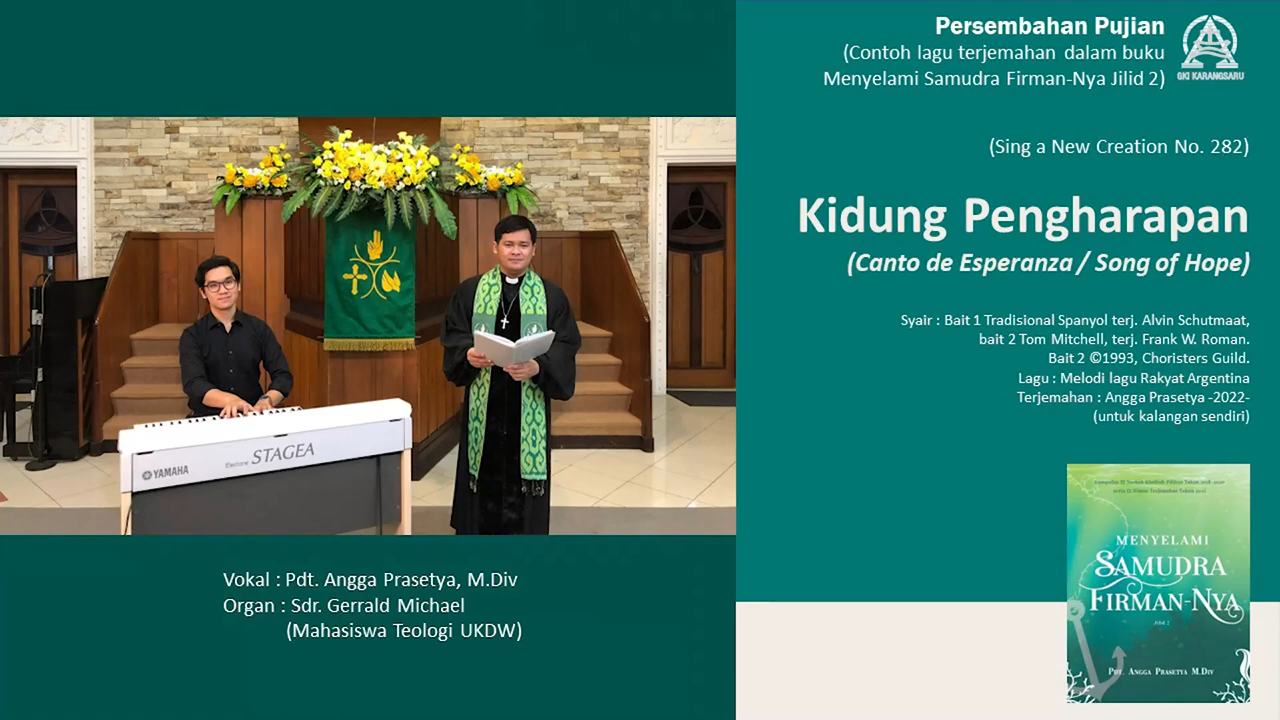 Persembahan Pujian
(Contoh lagu terjemahan dalam buku
Menyelami Samudra Firman-Nya Jilid 2)
GKI KARANGSARU
(Sing a New Creation No. 282)
Kidung Pengharapan
(Canto de Esperanza / Song of Hope)
Syair : Bait 1 Tradisional Spanyol terj. Alvin Schutmaat,
bait 2 Tom Mitchell, terj. Frank W. Roman.
Bait 2 ©1993, Choristers Guild.
Lagu : Melodi lagu Rakyat Argentina
Terjemahan : Angga Prasetya -2022-
(untuk kalangan sendiri)
MENYELAMI
SAMUDRA
FIRMAN-NYA
Jilid 2
PDT. ANGGA PRASETYA M.DIV
YAMAHA
Electone STAGEA
Vokal : Pdt. Angga Prasetya, M.Div
Organ : Sdr. Gerrald Michael
(Mahasiswa Teologi UKDW)